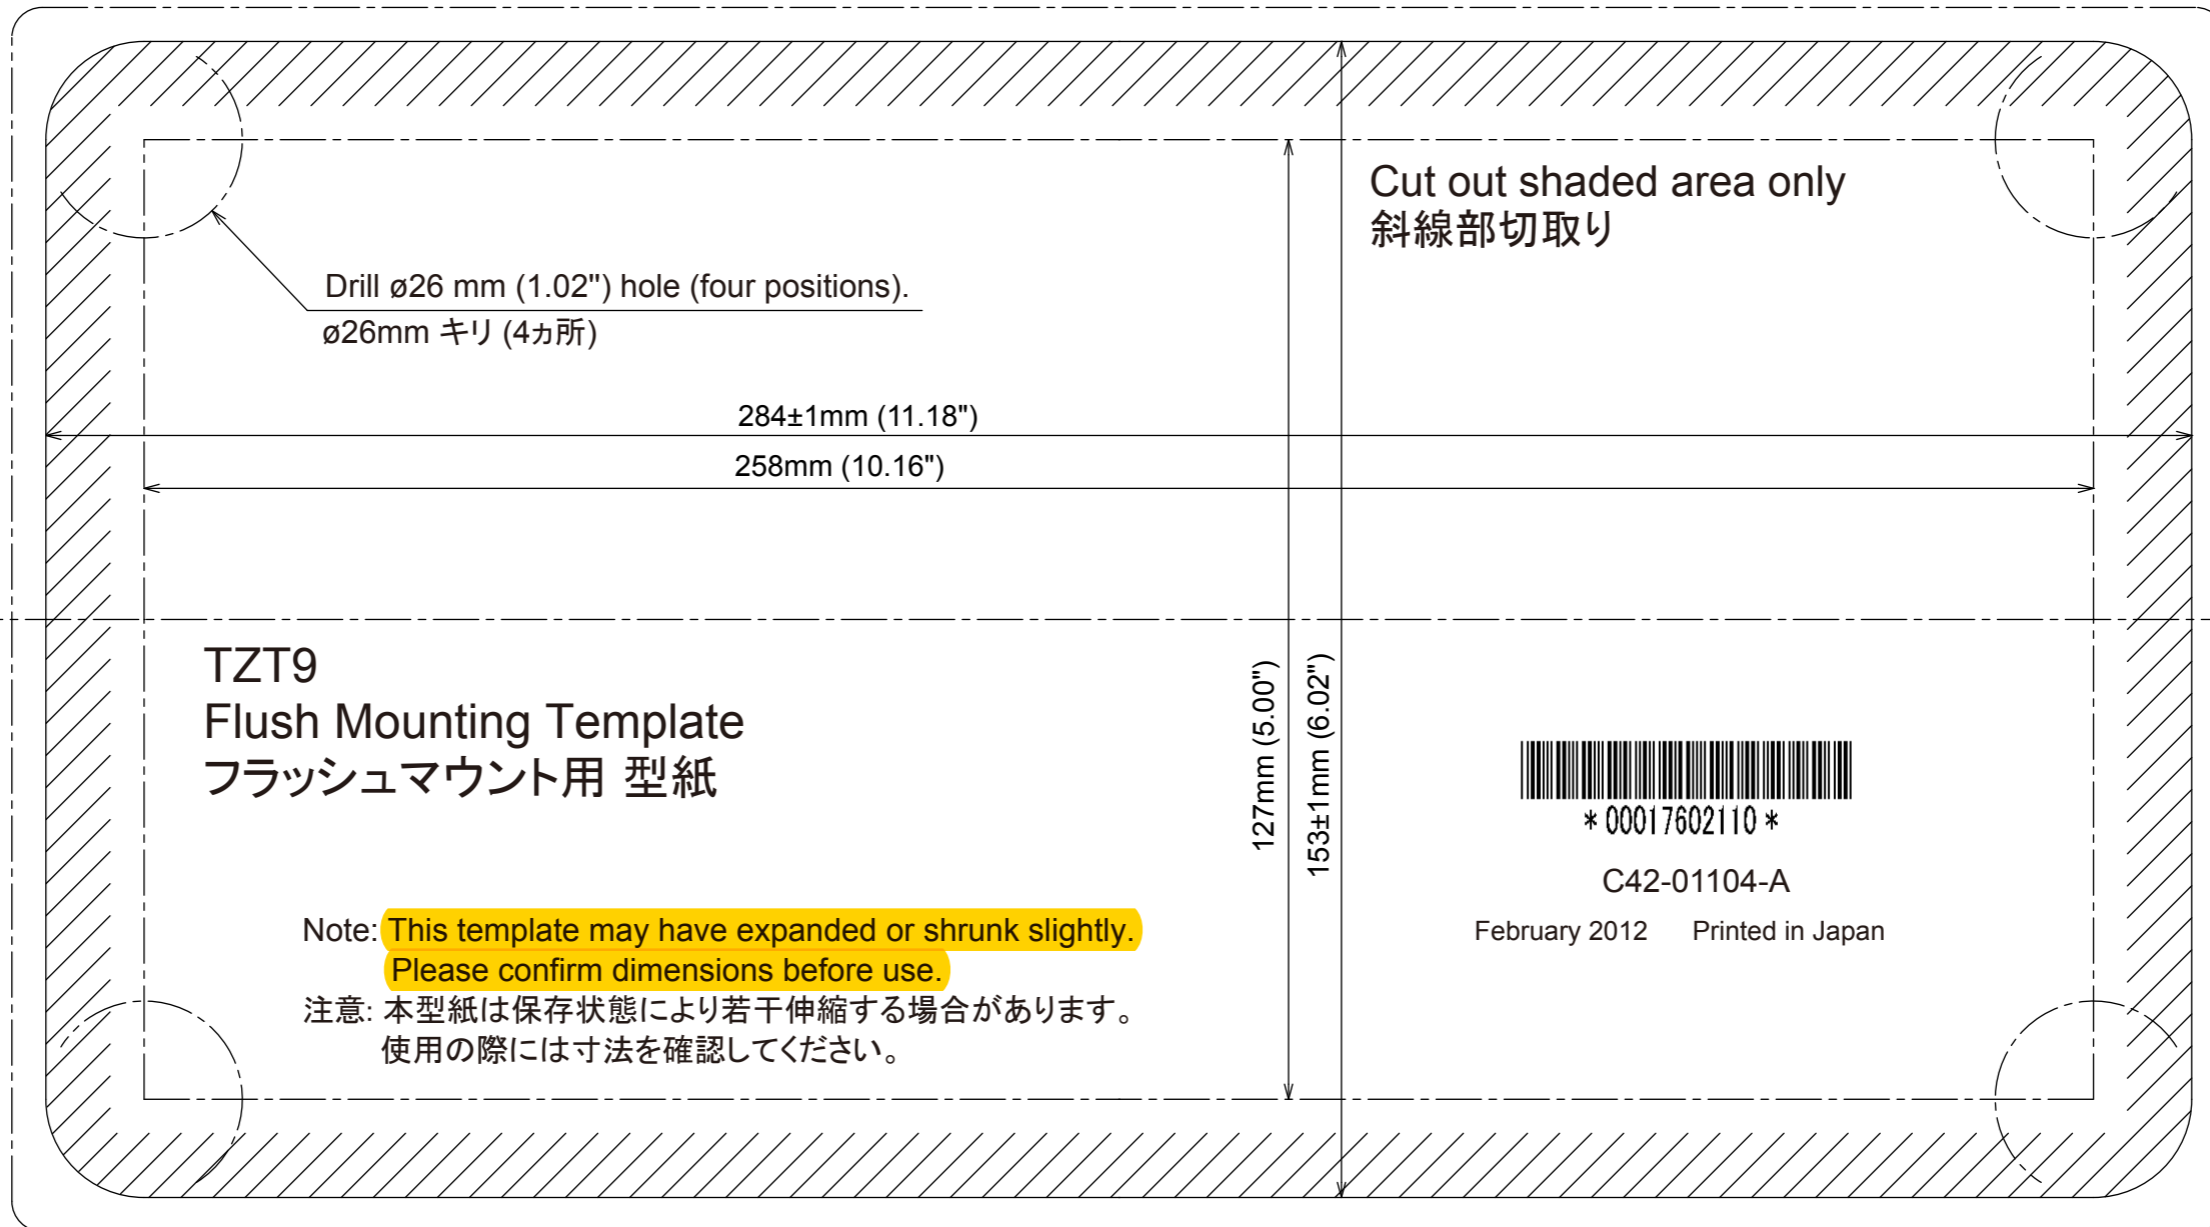 Cut out shaded area only
斜線部切取り
Drill ø26 mm (1.02") hole (four positions).
ø26mm キリ (4ヵ所)
284±1mm (11.18")
258mm (10.16")
127mm (5.00")
153±1mm (6.02")
TZT9
Flush Mounting Template
フラッシュマウント用 型紙
*00017602110*
C42-01104-A
February 2012 Printed in Japan
Note: This template may have expanded or shrunk slightly.
Please confirm dimensions before use.
注意: 本型紙は保存状態により若干伸縮する場合があります。
使用の際には寸法を確認してください。